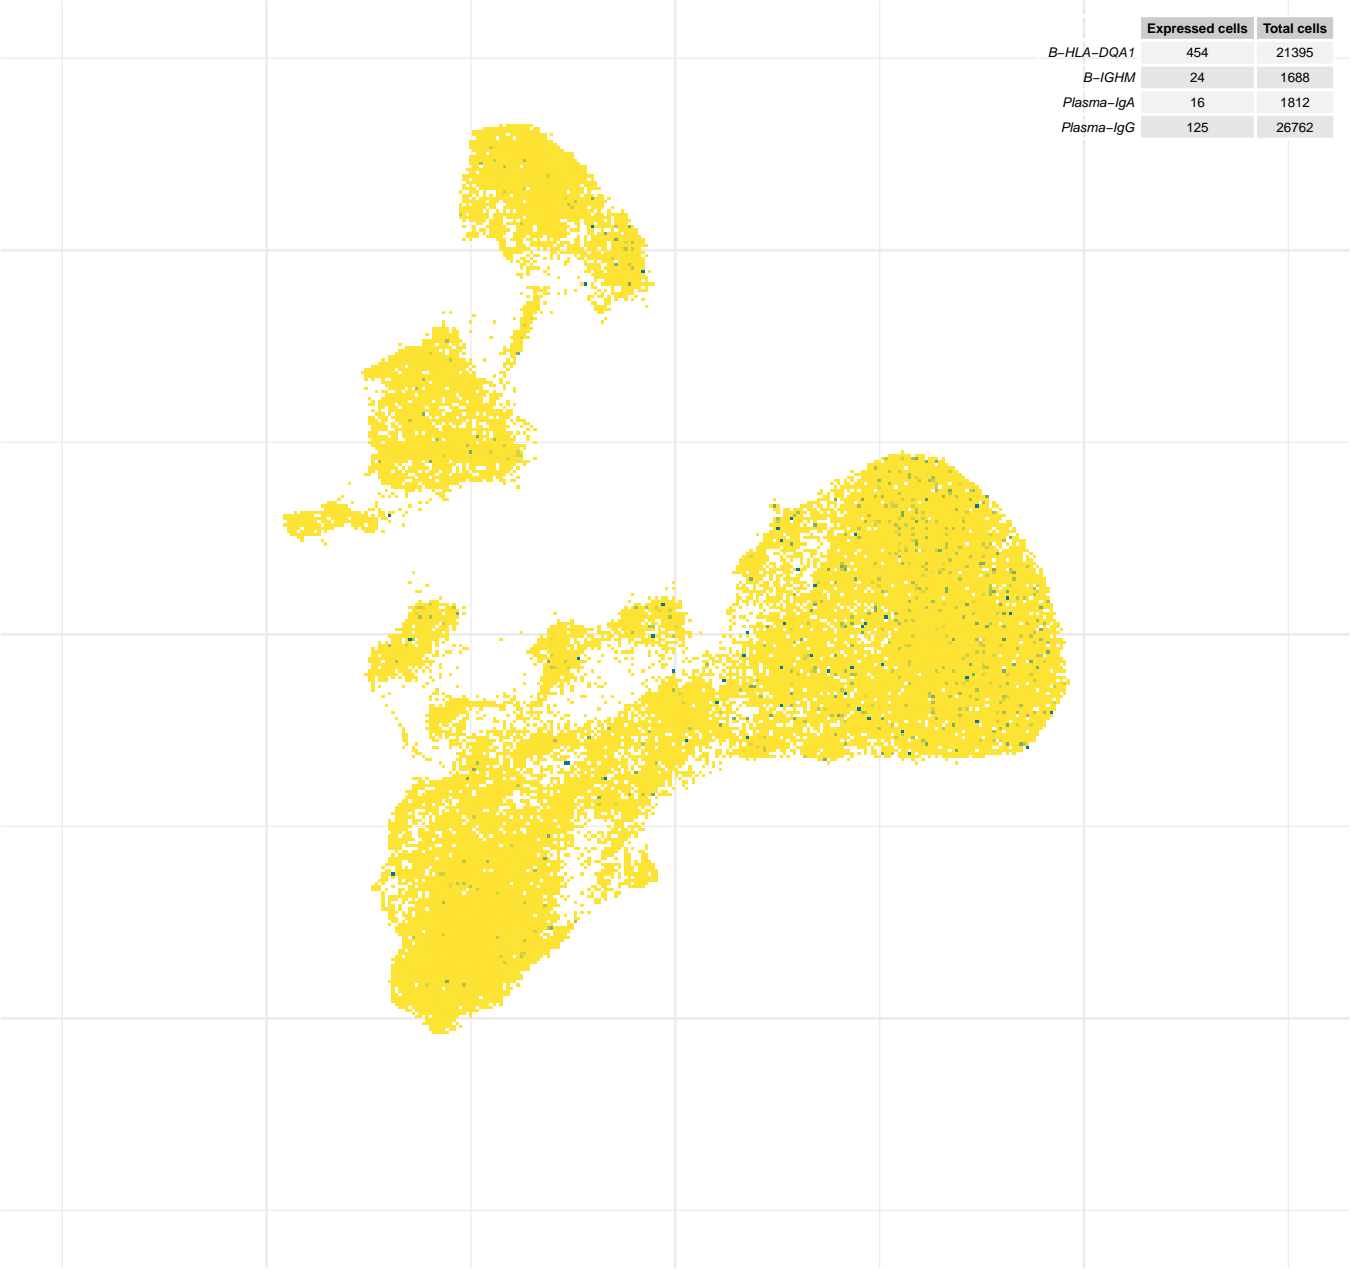 Expressed cells Total cells
B−HLA−DQA1 454 21395
B−IGHM 24 1688
Plasma−IgA 16 1812
Plasma−IgG 125 26762